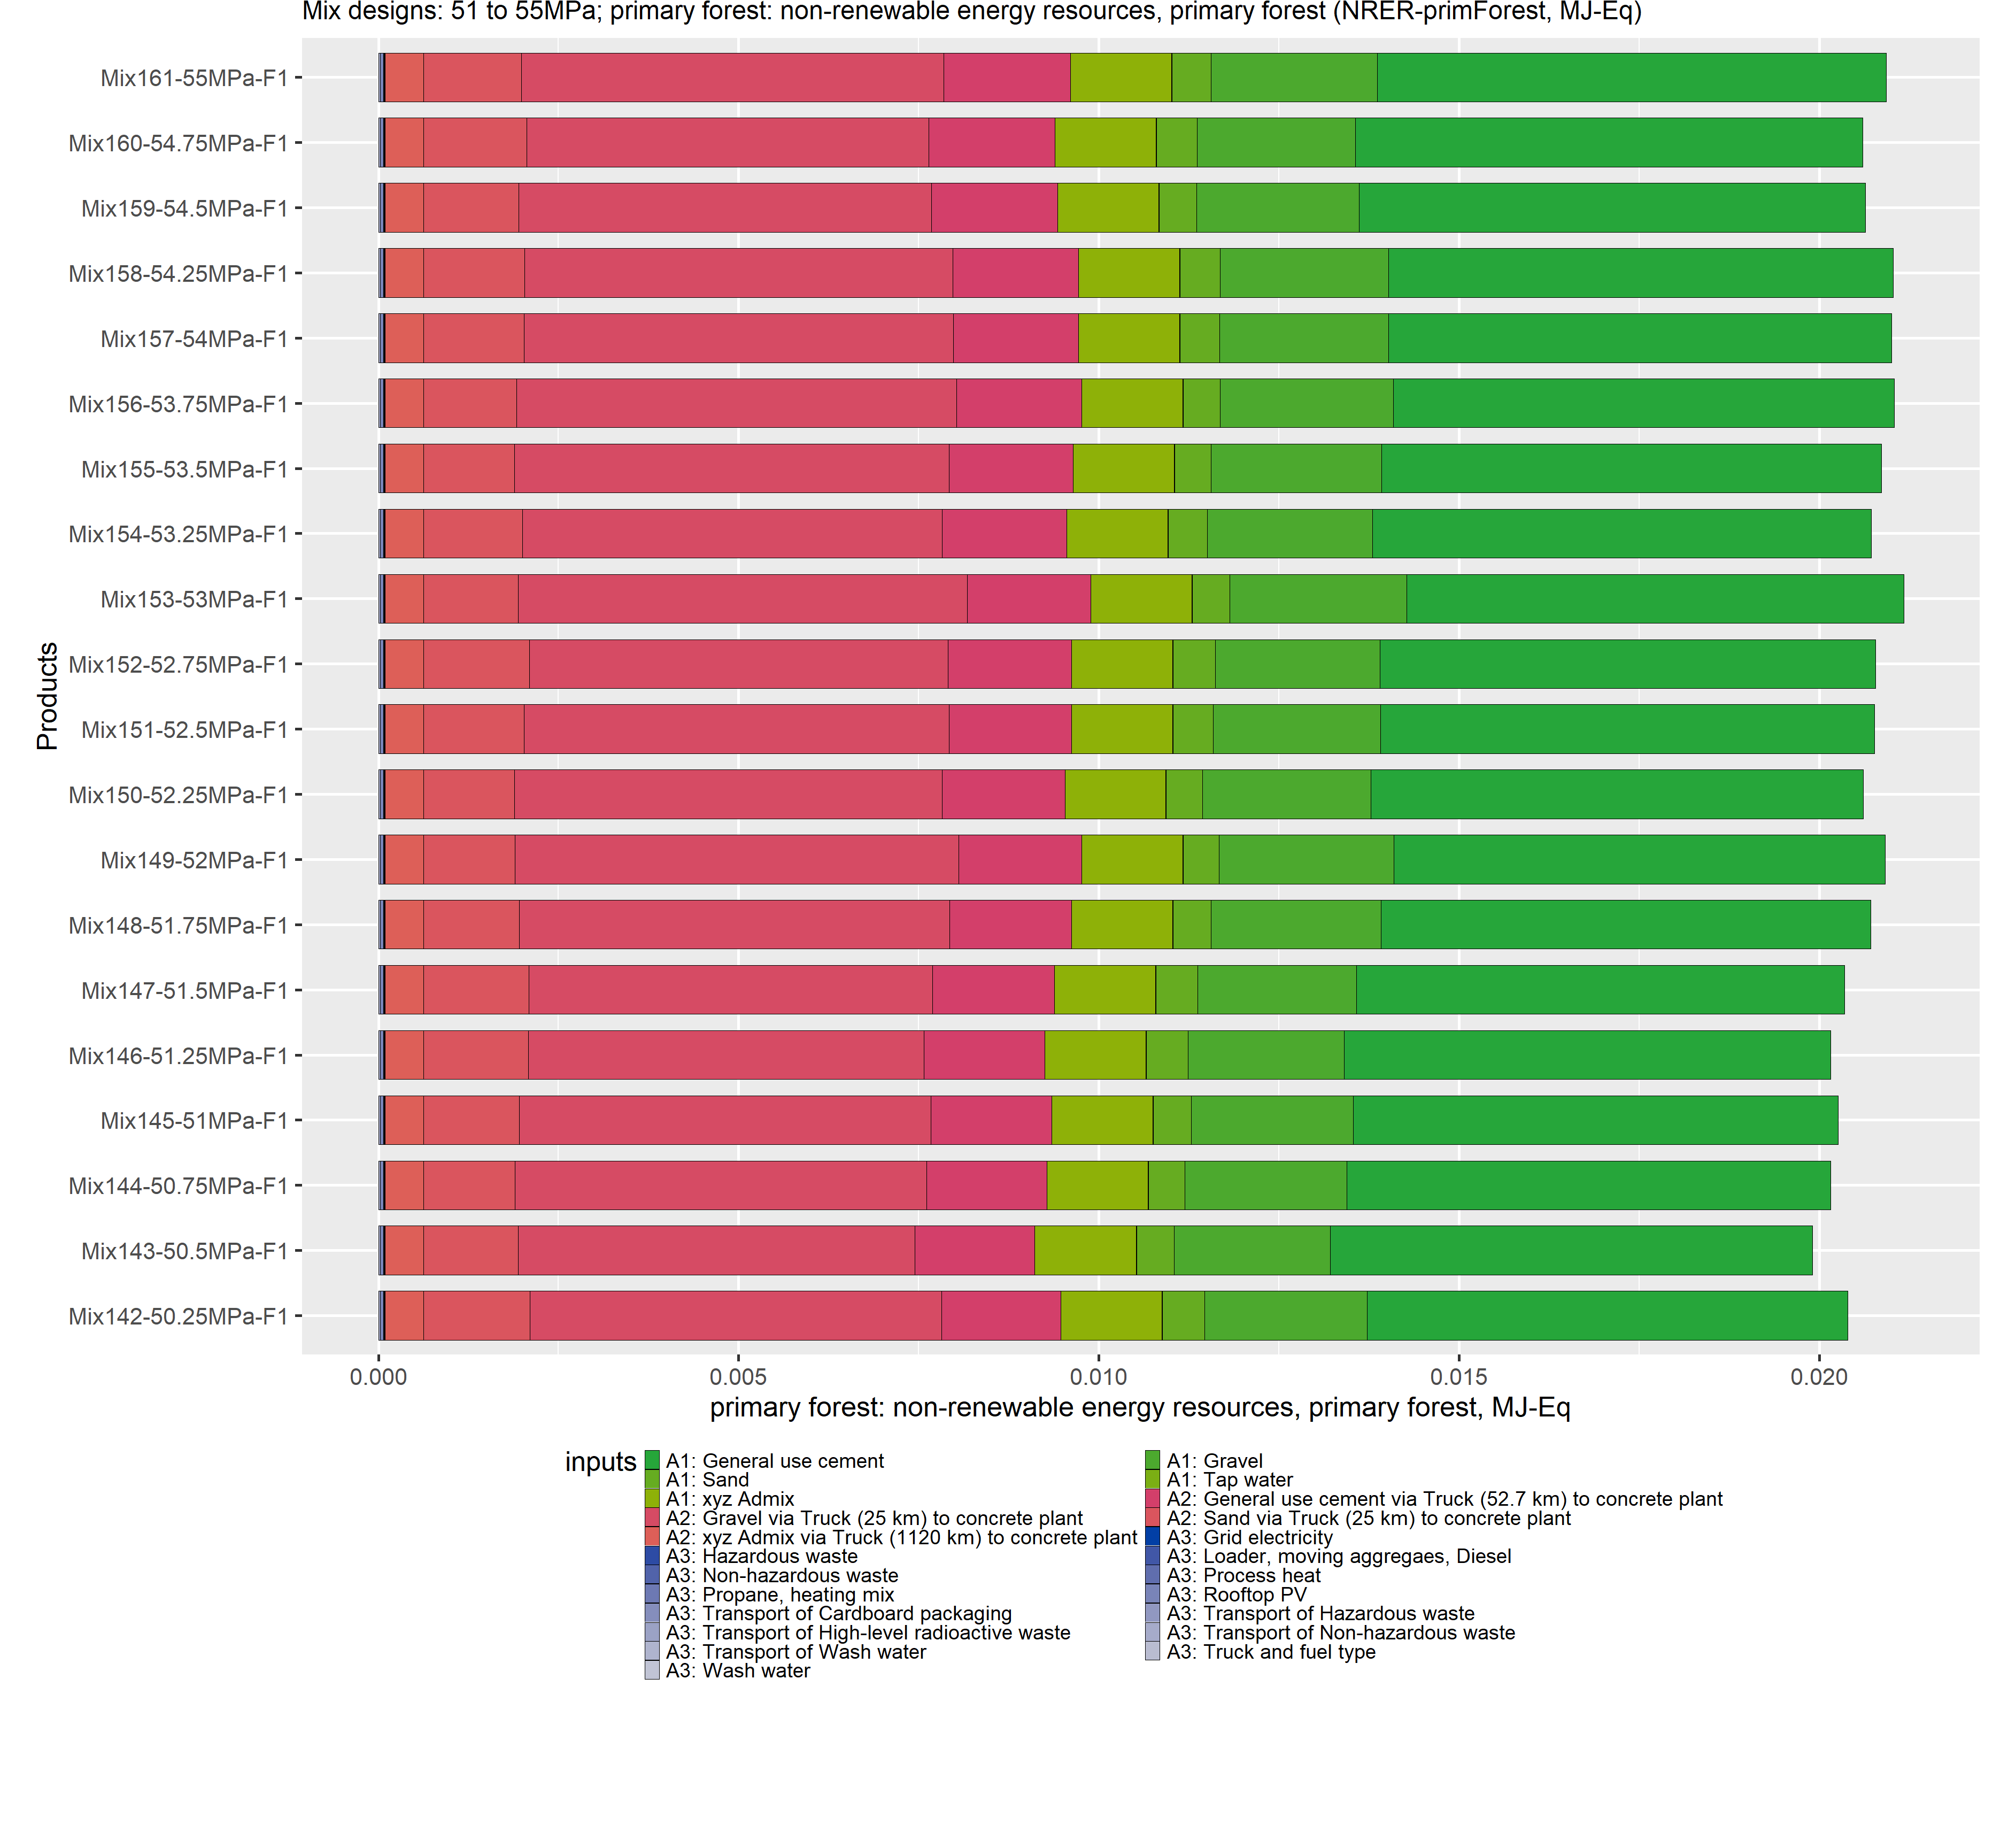 Mix designs: 51 to 55MPa; primary forest: non-renewable energy resources, primary forest (NRER-primForest, MJ-Eq)
Products
Mix161-55MPa-F1
Mix160-54.75MPa-F1
Mix159-54.5MPa-F1
Mix158-54.25MPa-F1
Mix157-54MPa-F1
Mix156-53.75MPa-F1
Mix155-53.5MPa-F1
Mix154-53.25MPa-F1
Mix153-53MPa-F1
Mix152-52.75MPa-F1
Mix151-52.5MPa-F1
Mix150-52.25MPa-F1
Mix149-52MPa-F1
Mix148-51.75MPa-F1
Mix147-51.5MPa-F1
Mix146-51.25MPa-F1
Mix145-51MPa-F1
Mix144-50.75MPa-F1
Mix143-50.5MPa-F1
Mix142-50.25MPa-F1
0.000 0.005 0.010 0.015 0.020
primary forest: non-renewable energy resources, primary forest, MJ-Eq
inputs
A1: General use cement A1: Gravel
A1: Sand A1: Tap water
A1: xyz Admix A2: General use cement via Truck (52.7 km) to concrete plant
A2: Gravel via Truck (25 km) to concrete plant A2: Sand via Truck (25 km) to concrete plant
A2: xyz Admix via Truck (1120 km) to concrete plant A3: Grid electricity
A3: Hazardous waste A3: Loader, moving aggregaes, Diesel
A3: Non-hazardous waste A3: Process heat
A3: Propane, heating mix A3: Rooftop PV
A3: Transport of Cardboard packaging A3: Transport of Hazardous waste
A3: Transport of High-level radioactive waste A3: Transport of Non-hazardous waste
A3: Transport of Wash water A3: Truck and fuel type
A3: Wash water